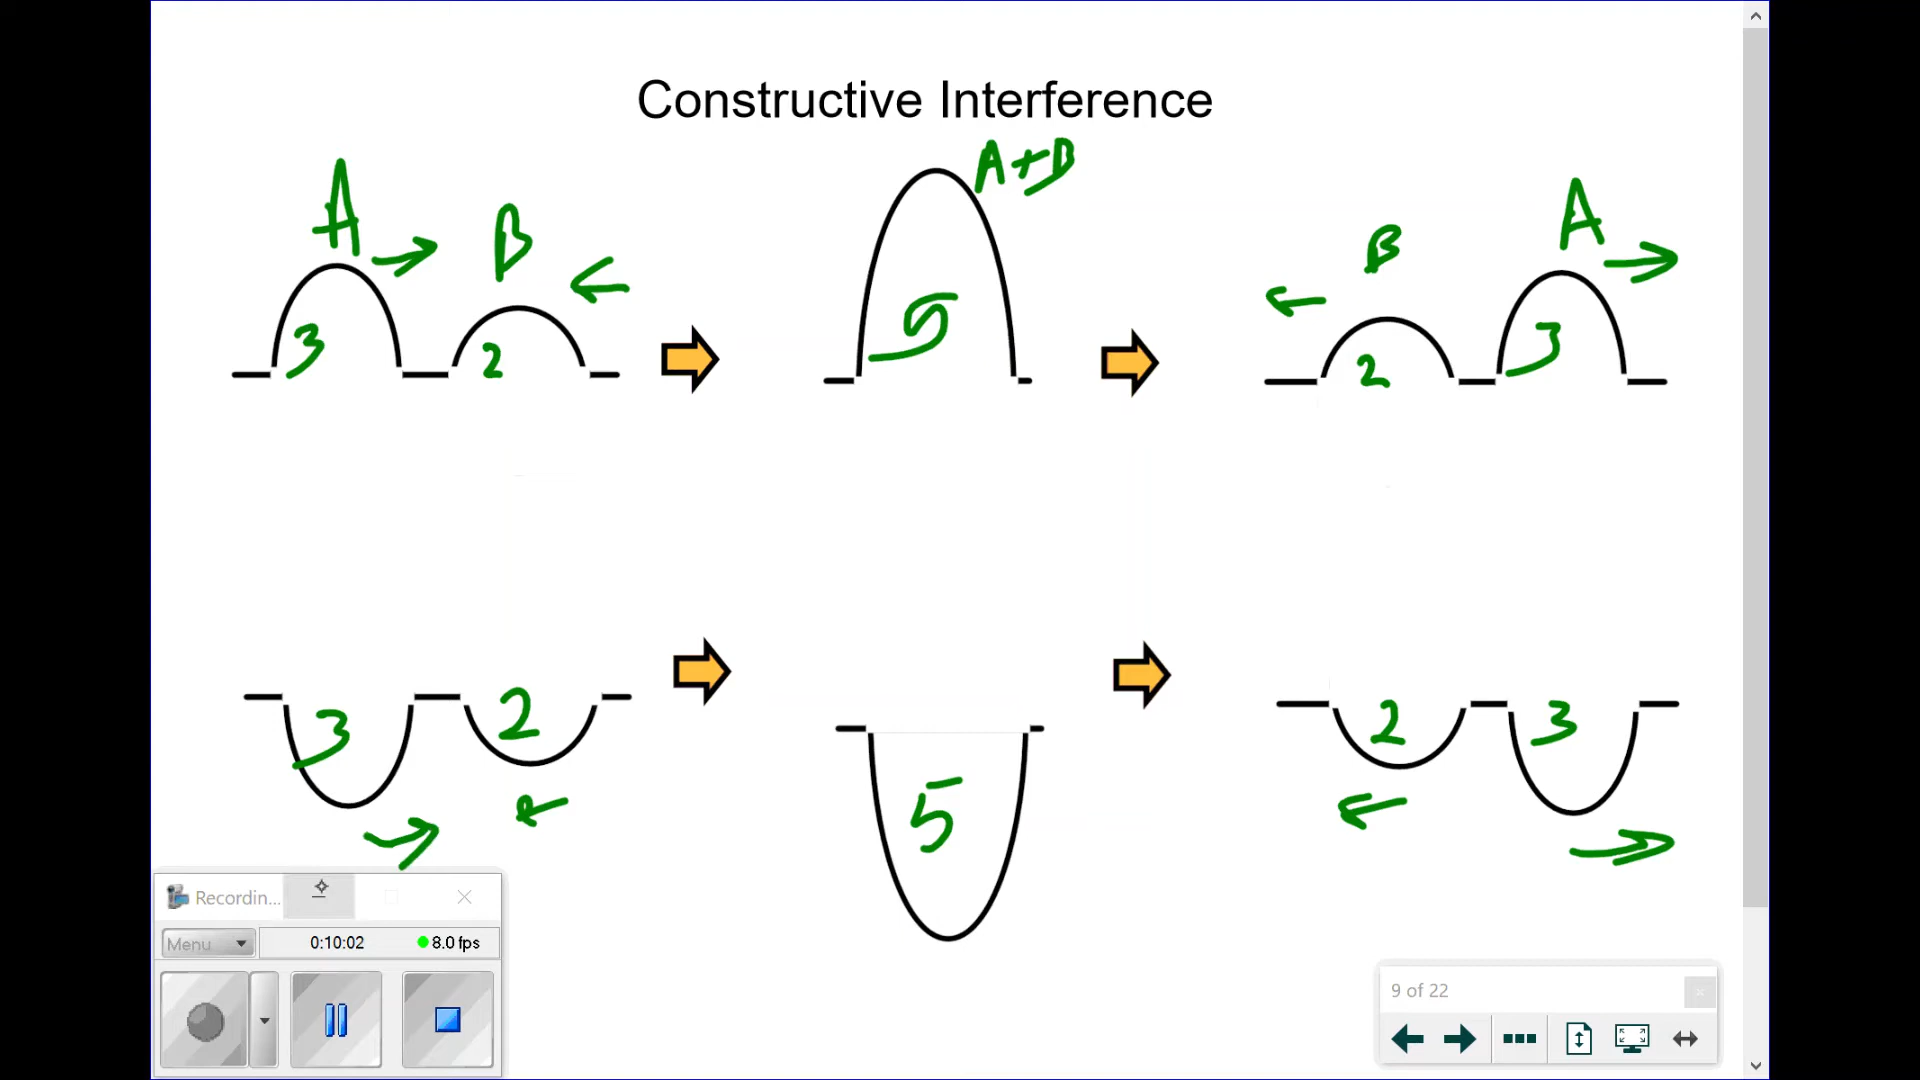 Constructive Interference
A+B
A
B
B
A
3
2
5
2
3
3
2
5
2
3
Recordin...
Menu
0:10:02
8.0 fps
9 of 22